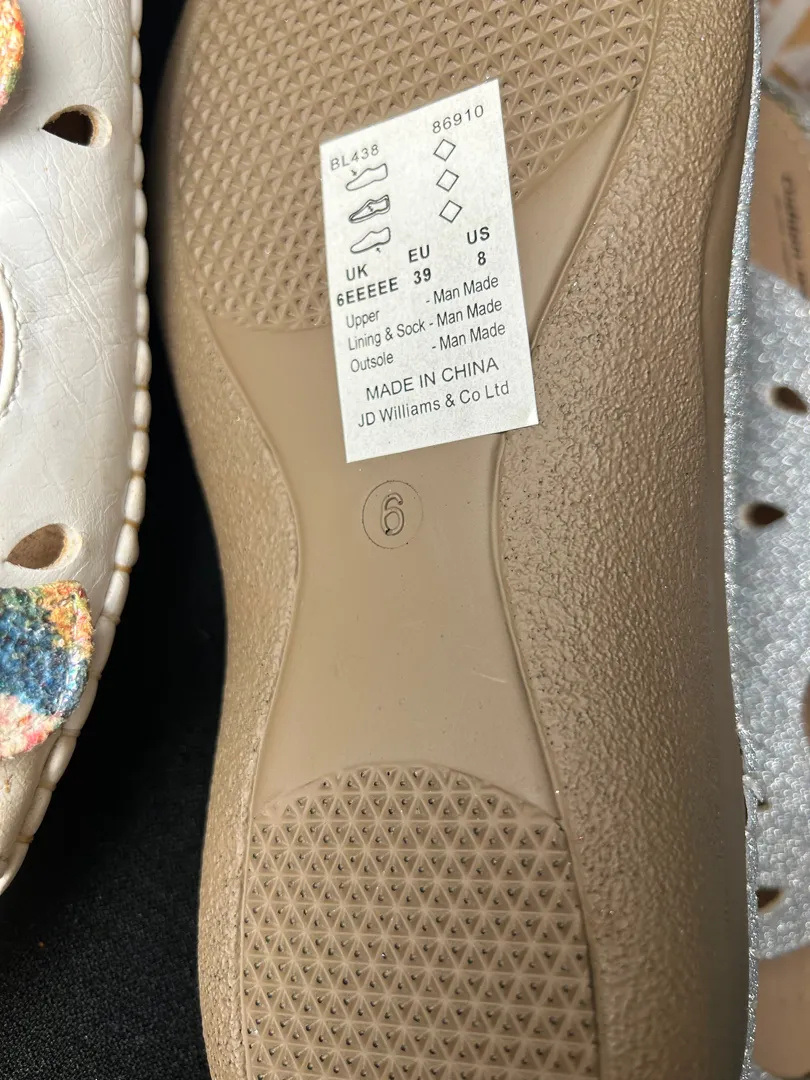 BL438 86910
UK EU US
6EEEEE 39 8
Upper - Man Made
Lining & Sock - Man Made
Outsole - Man Made
MADE IN CHINA
JD Williams & Co Ltd
6